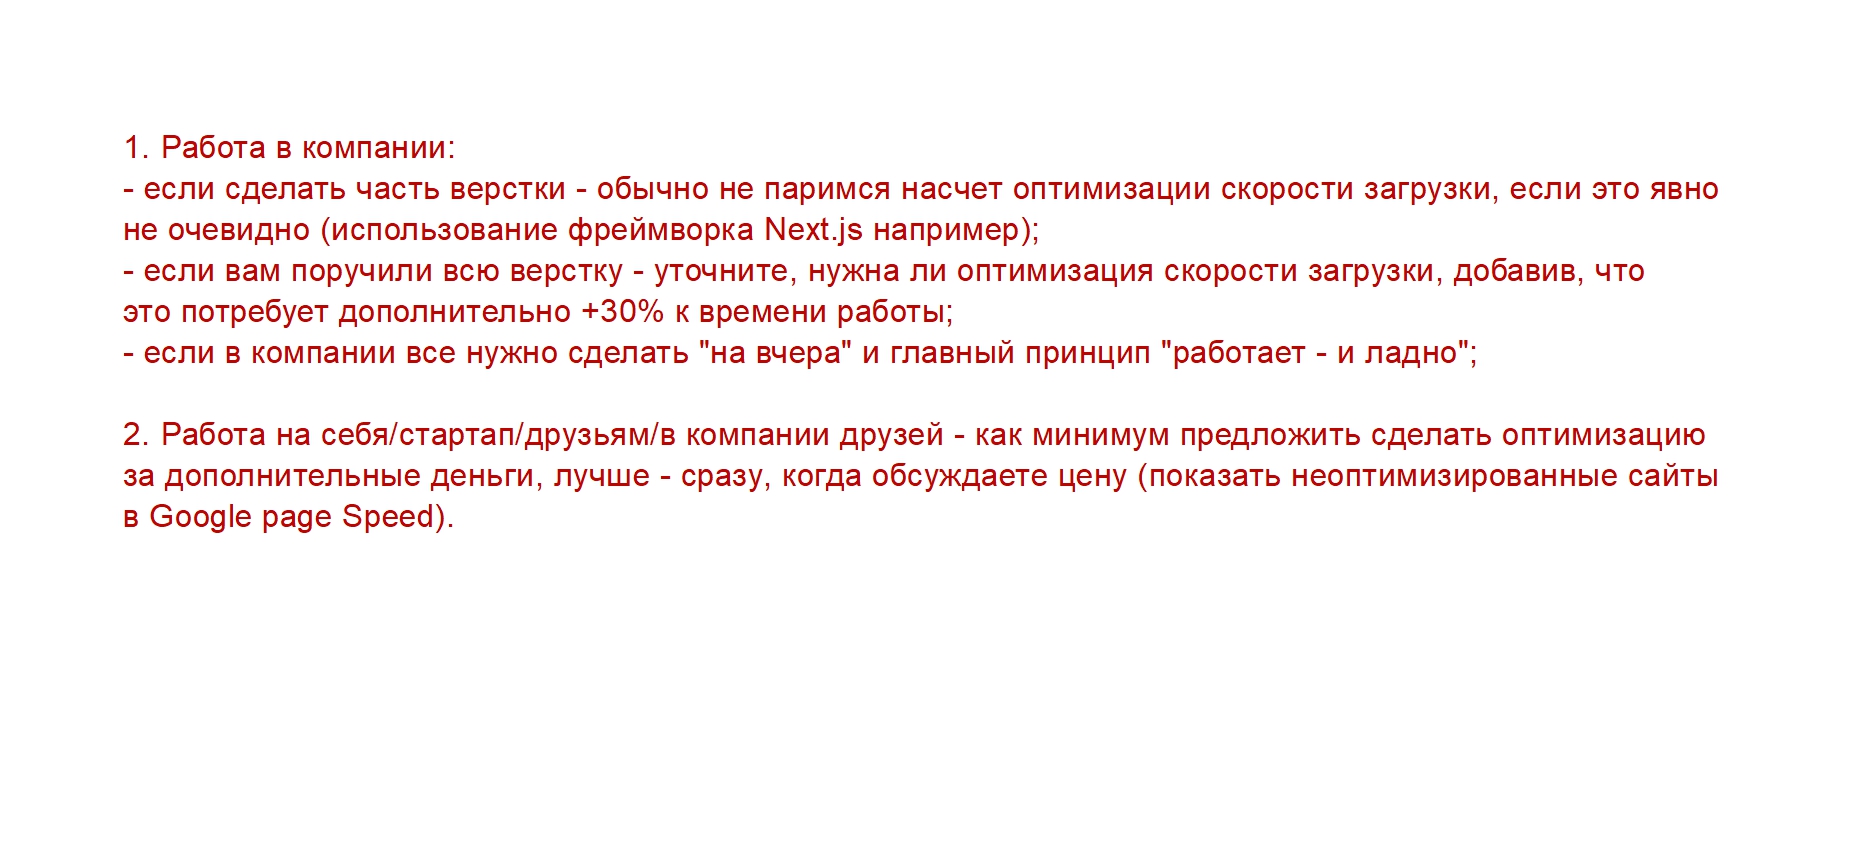 1. Работа в компании:
- если сделать часть верстки - обычно не паримся насчет оптимизации скорости загрузки, если это явно
не очевидно (использование фреймворка Next.js например);
- если вам поручили всю верстку - уточните, нужна ли оптимизация скорости загрузки, добавив, что
это потребует дополнительно +30% к времени работы;
- если в компании все нужно сделать "на вчера" и главный принцип "работает - и ладно";
2. Работа на себя/стартап/друзьям/в компании друзей - как минимум предложить сделать оптимизацию
за дополнительные деньги, лучше - сразу, когда обсуждаете цену (показать неоптимизированные сайты
в Google page Speed).